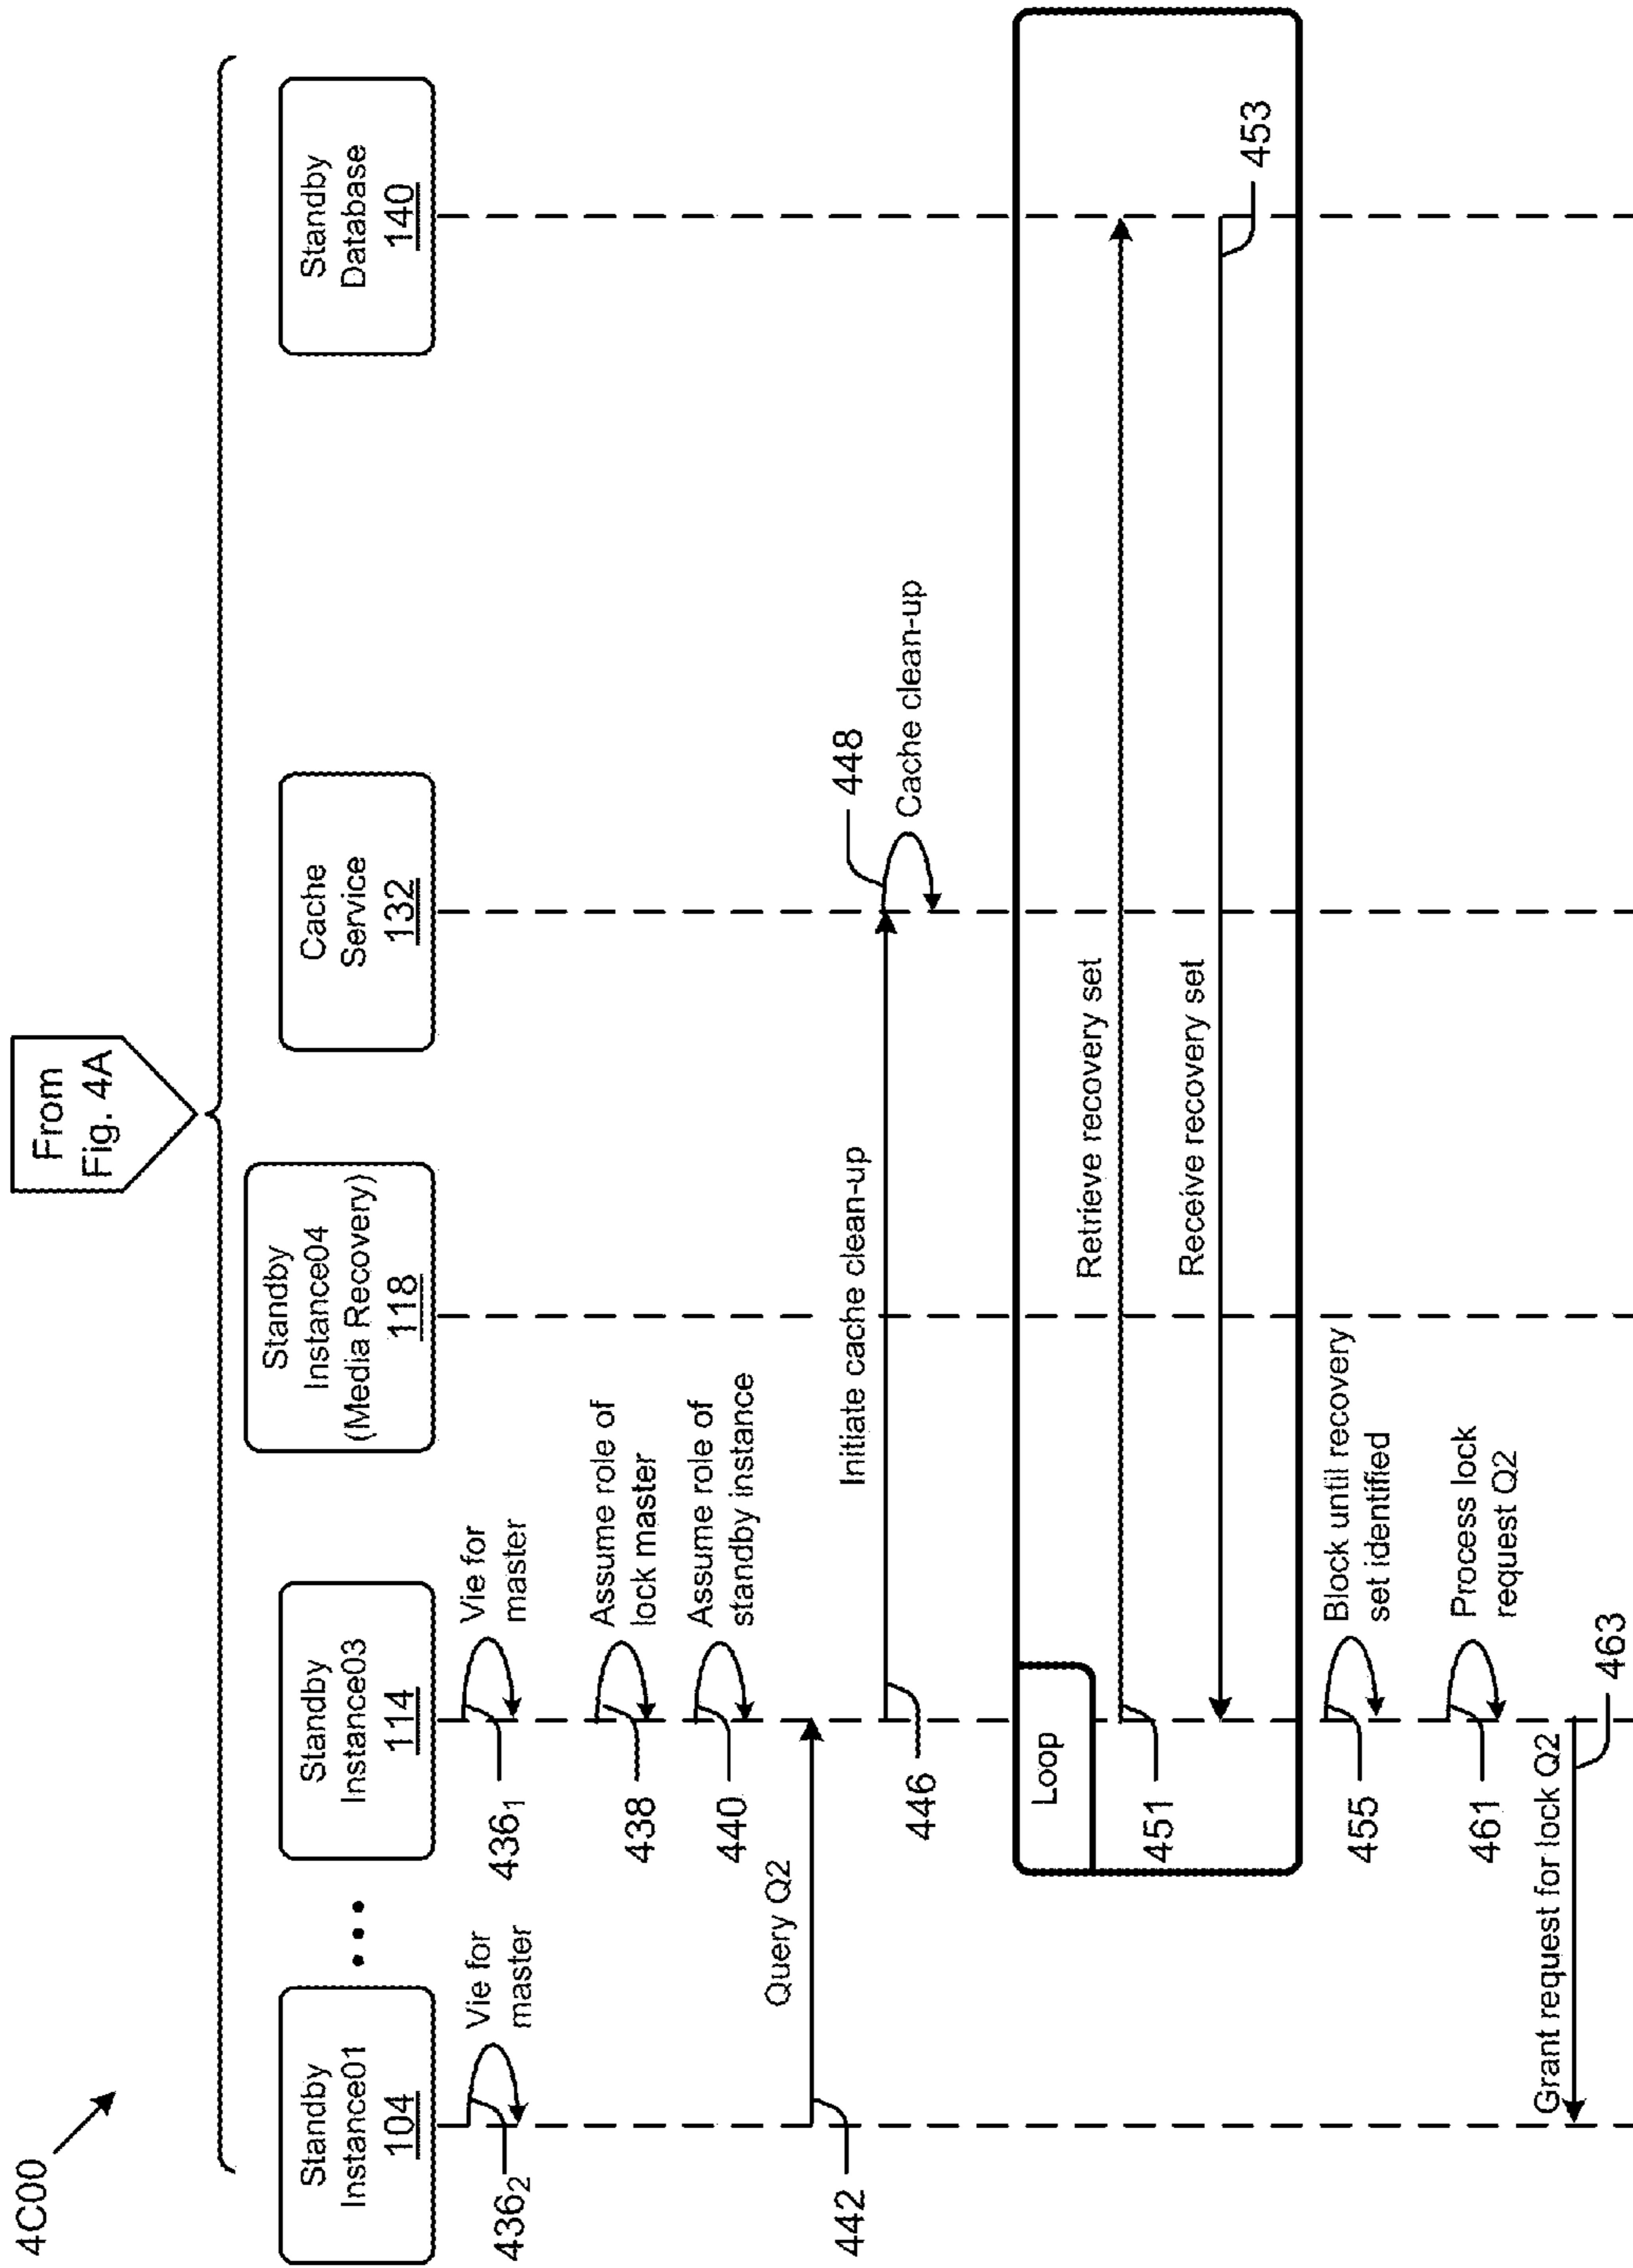 4C00
From
Fig. 4A
Standby
Instance01
104
Standby
Instance03
114
Standby
Instance04
(Media Recovery)
118
Cache
Service
132
Standby
Database
140
436₂
Vie for
master
436₁
Vie for
master
438
Assume role of
lock master
440
Assume role of
standby instance
442
Query Q2
446
Initiate cache clean-up
448
Cache clean-up
Loop
451
Retrieve recovery set
Receive recovery set
453
455
Block until recovery
set identified
461
Process lock
request Q2
Grant request for lock Q2
463